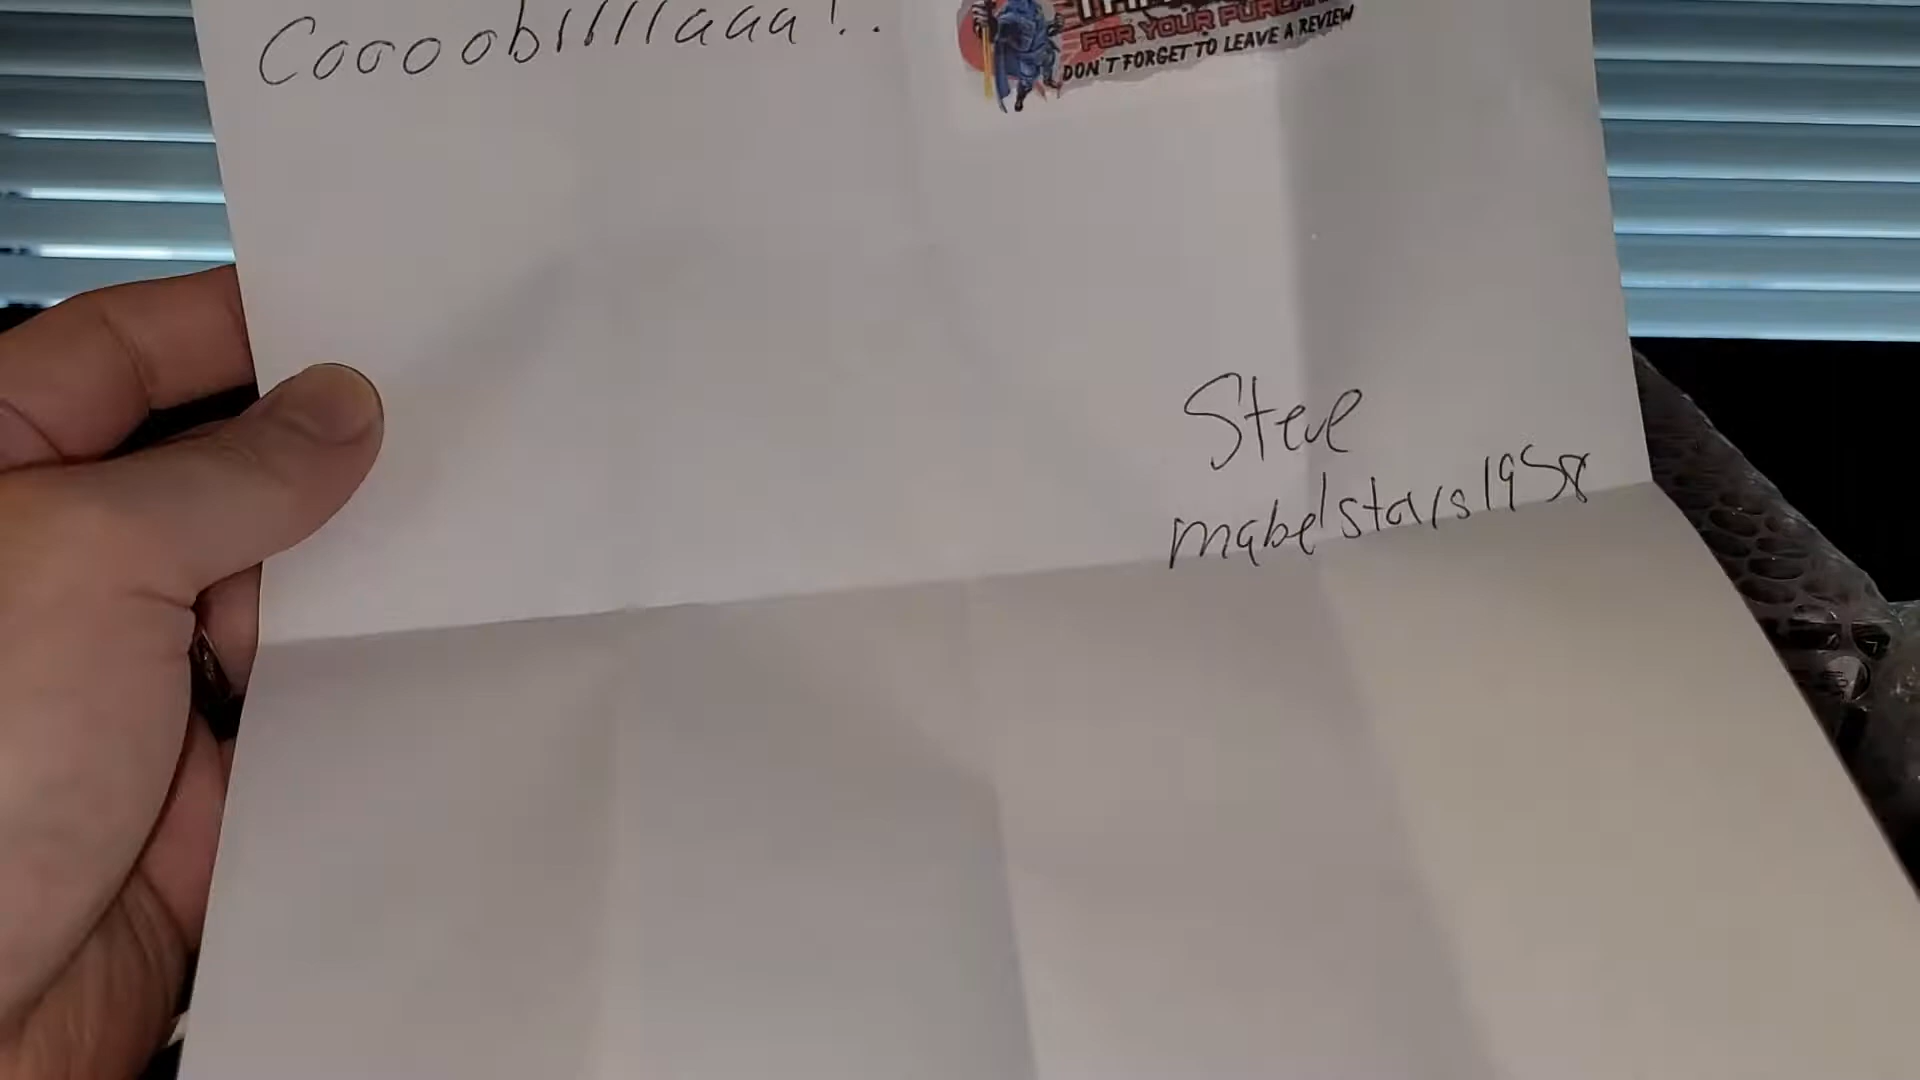 Coooobillllaaa!..
FOR YOUR PURCHA
DON'T FORGET TO LEAVE A REVIEW
Steve
mabelstars1958